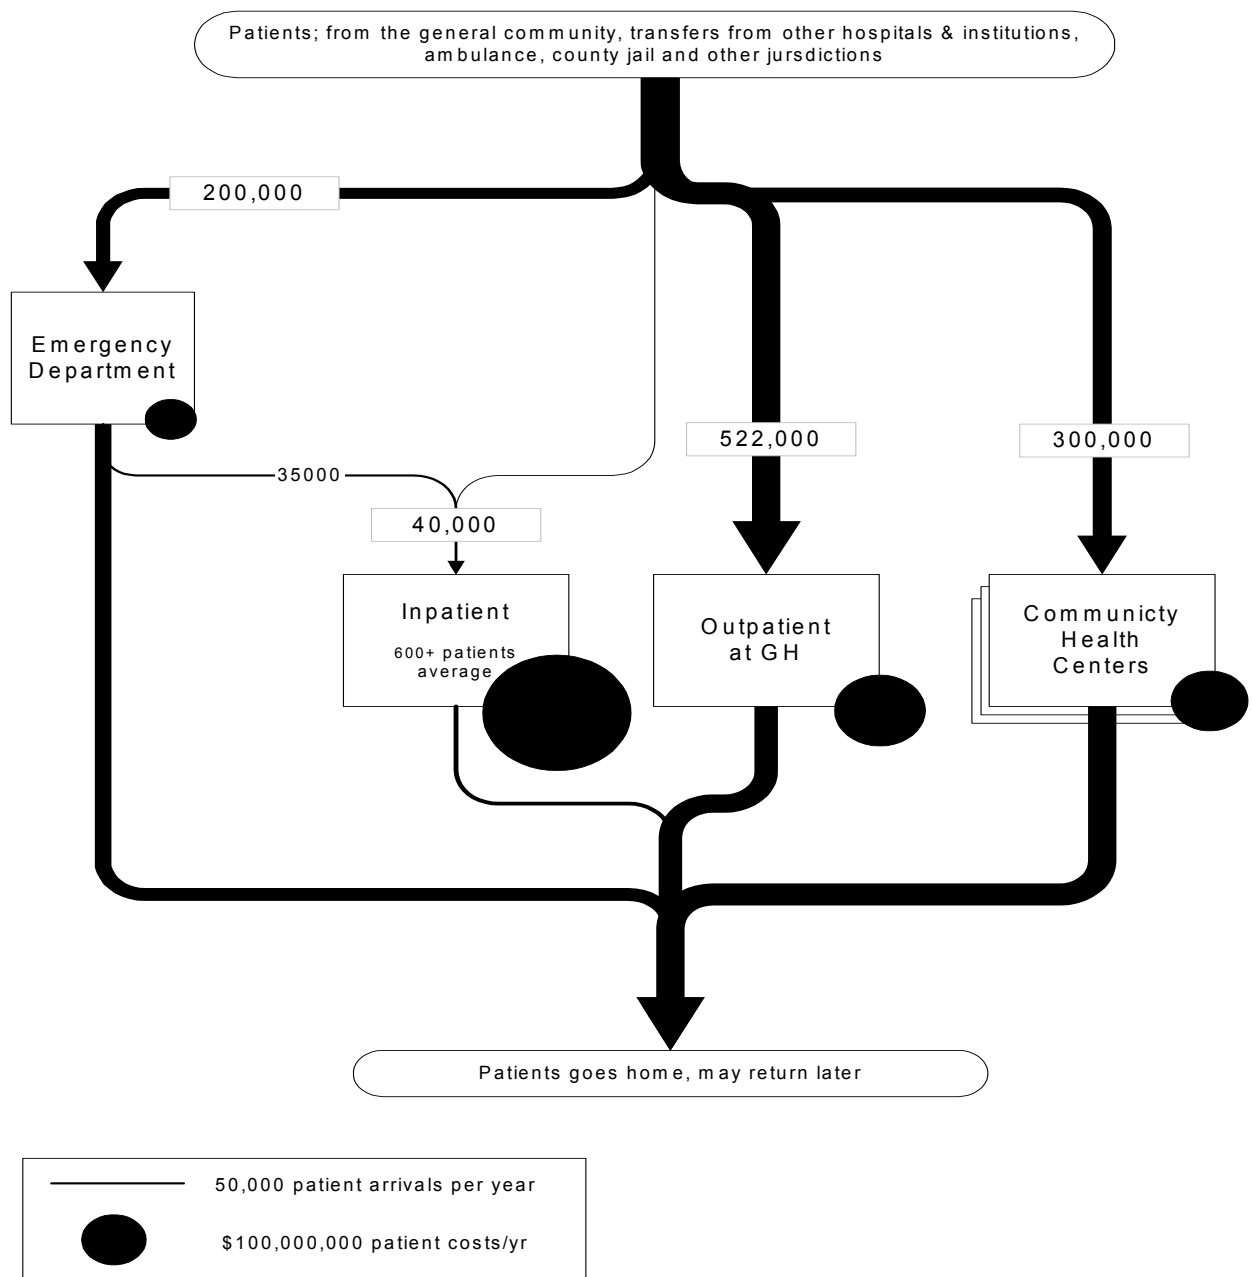 Patients; from the general community, transfers from other hospitals & institutions,
ambulance, county jail and other jursdictions
200,000
Emergency
Department
522,000
300,000
35000
40,000
Inpatient
600+ patients
average
Outpatient
at GH
Communicty
Health
Centers
Patients goes home, may return later
50,000 patient arrivals per year
$100,000,000 patient costs/yr